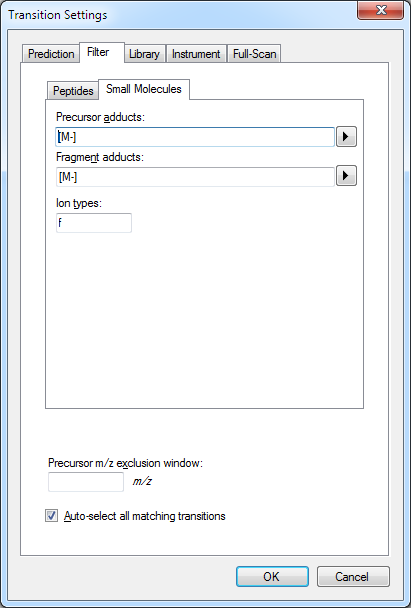 Transition Settings
Prediction Filter Library Instrument Full-Scan
Peptides Small Molecules
Precursor adducts:
[M-]
Fragment adducts:
[M-]
Ion types:
f
Precursor m/z exclusion window:
m/z
Auto-select all matching transitions
OK Cancel